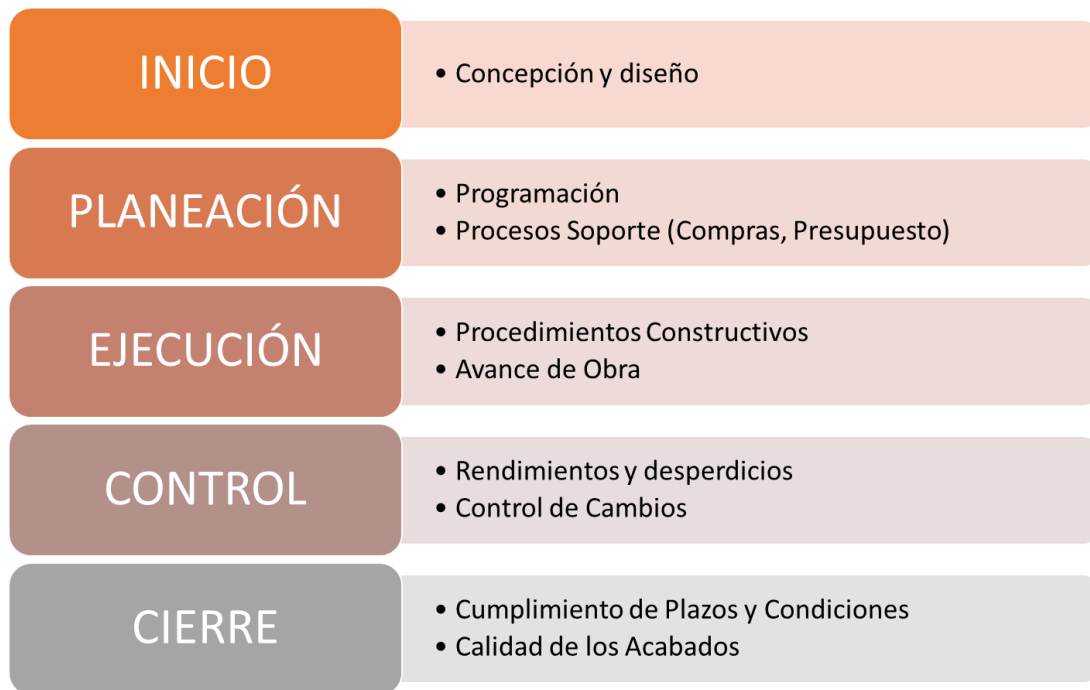 INICIO
• Concepción y diseño
PLANEACIÓN
• Programación
• Procesos Soporte (Compras, Presupuesto)
EJECUCIÓN
• Procedimientos Constructivos
• Avance de Obra
CONTROL
• Rendimientos y desperdicios
• Control de Cambios
CIERRE
• Cumplimiento de Plazos y Condiciones
• Calidad de los Acabados